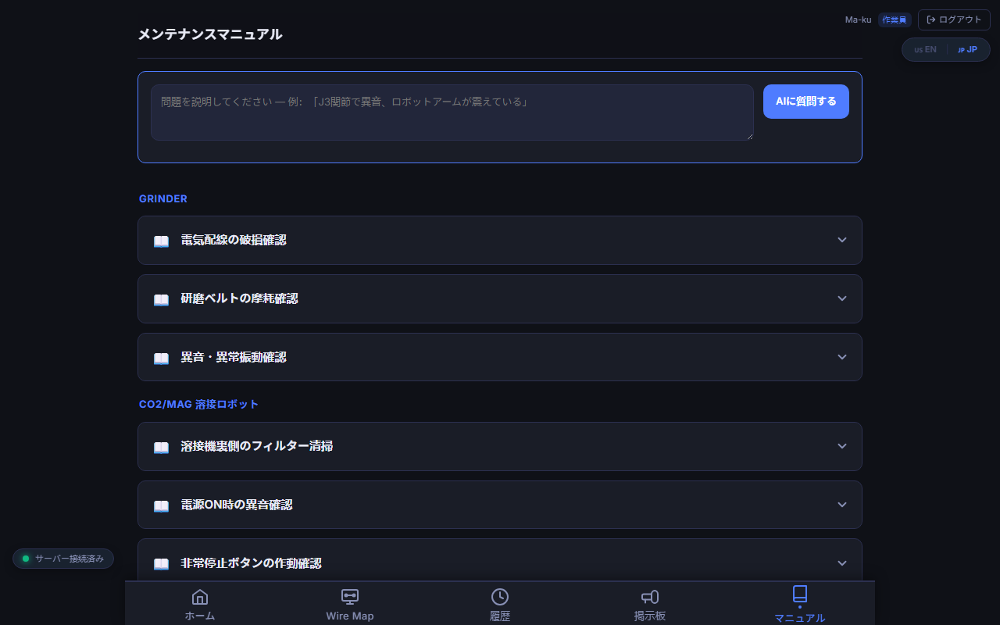 メンテナンスマニュアル
Ma-ku
作業員
ログアウト
US EN
JP JP
問題を説明してください — 例: 「J3関節で異音、ロボットアームが震えている」
AIに質問する
GRINDER
電気配線の破損確認
研磨ベルトの摩耗確認
異音・異常振動確認
CO2/MAG 溶接ロボット
溶接機裏側のフィルター清掃
電源ON時の異音確認
非常停止ボタンの作動確認
サーバー接続済み
ホーム
Wire Map
履歴
掲示板
マニュアル